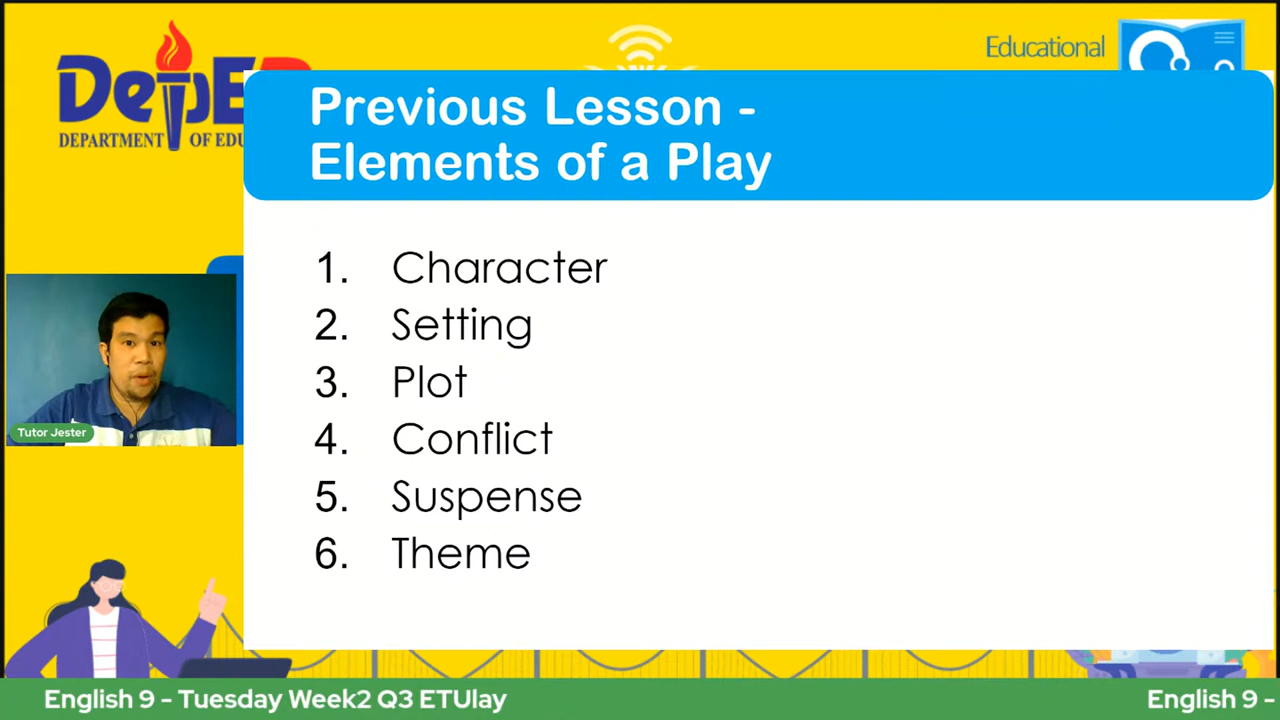 DepE
DEPARTMENT OF EDU
Educational
Previous Lesson -
Elements of a Play
1. Character
2. Setting
3. Plot
4. Conflict
5. Suspense
6. Theme
Tutor Jester
English 9 - Tuesday Week2 Q3 ETUlay
English 9 -